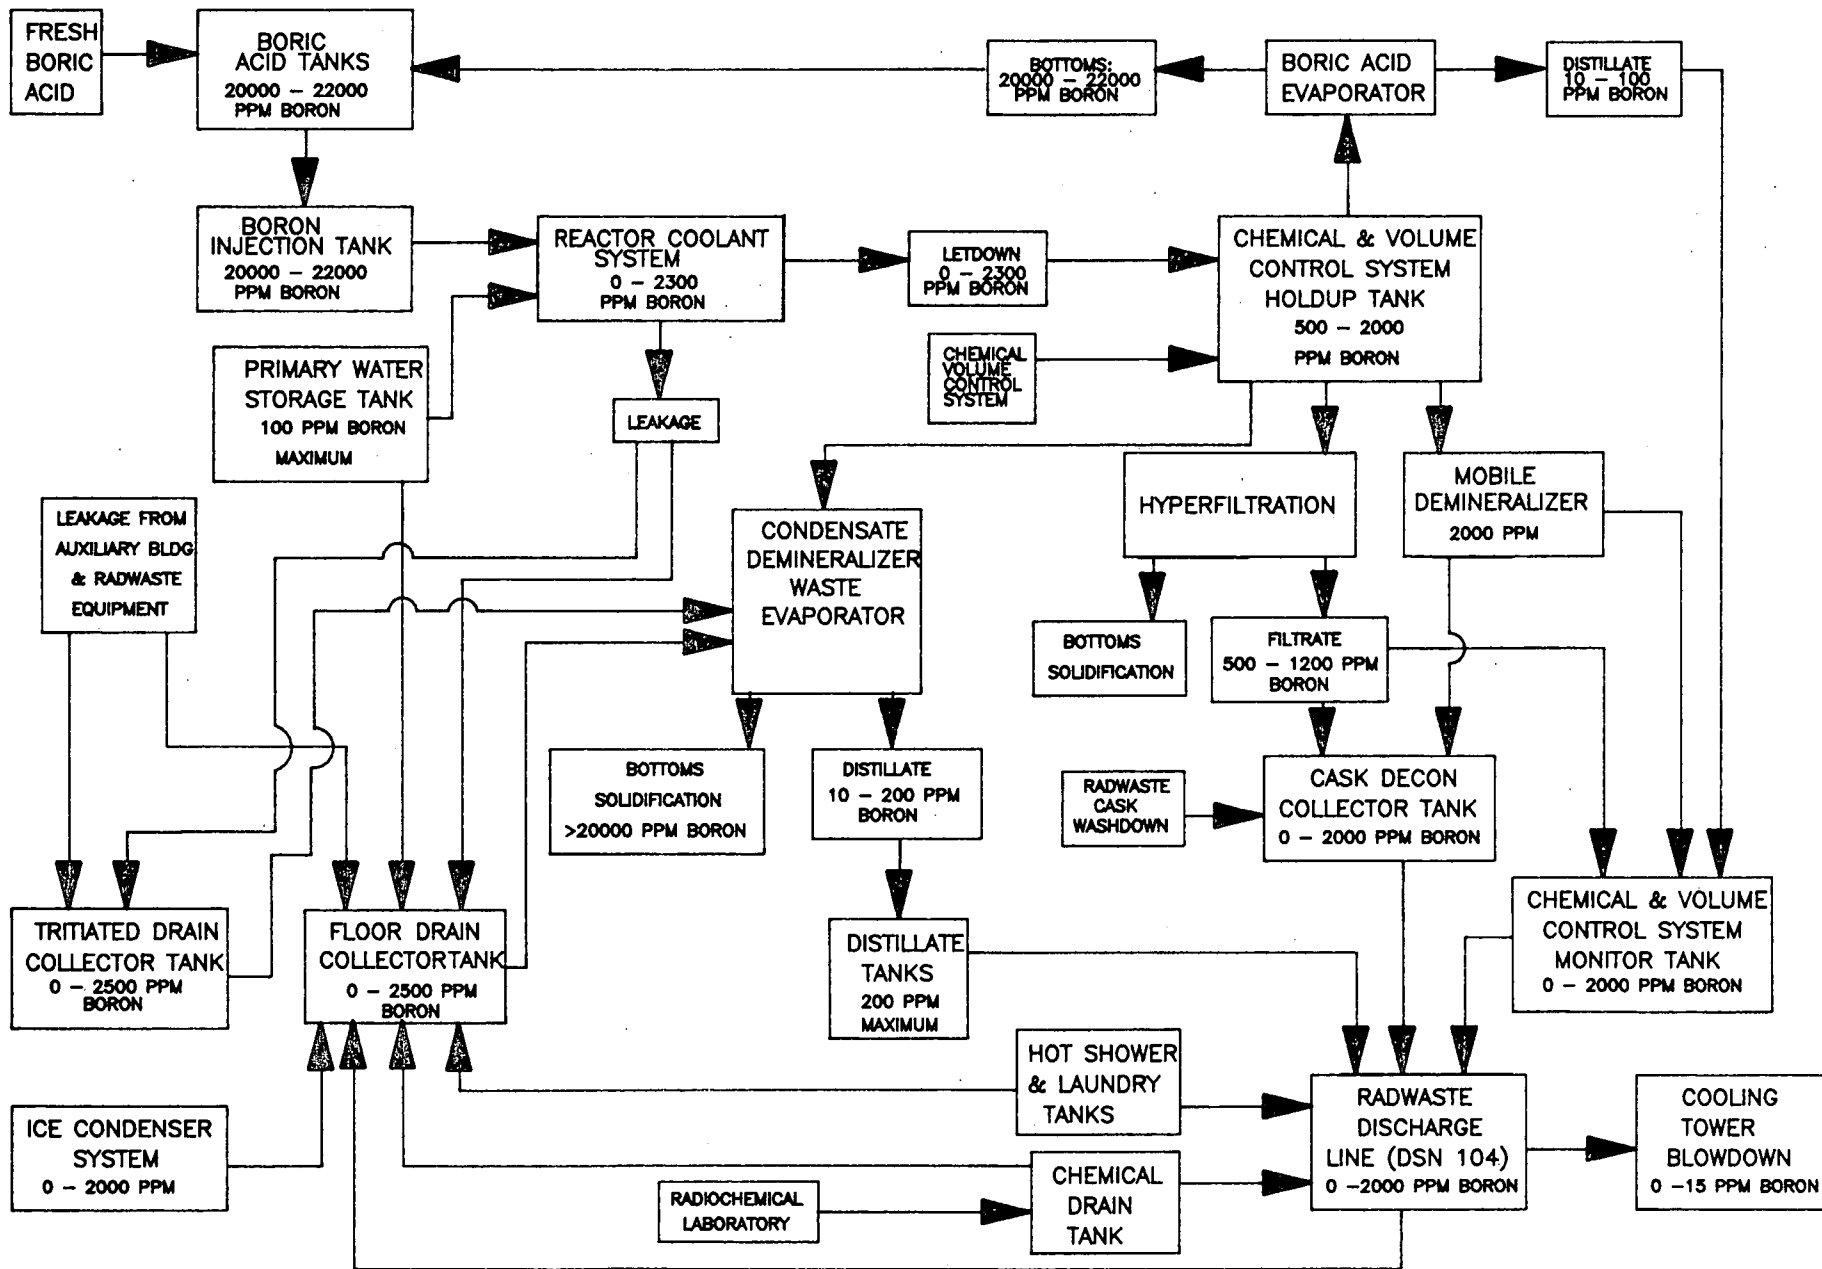 FRESH
BORIC
ACID
BORIC
ACID TANKS
20000 – 22000
PPM BORON
BOTTOMS:
20000 – 22000
PPM BORON
BORIC ACID
EVAPORATOR
DISTILLATE
10 – 100
PPM BORON
BORON
INJECTION TANK
20000 – 22000
PPM BORON
REACTOR COOLANT
SYSTEM
0 – 2300
PPM BORON
LETDOWN
0 – 2300
PPM BORON
CHEMICAL & VOLUME
CONTROL SYSTEM
HOLDUP TANK
500 – 2000
PPM BORON
PRIMARY WATER
STORAGE TANK
100 PPM BORON
MAXIMUM
LEAKAGE
CHEMICAL
VOLUME
CONTROL
SYSTEM
LEAKAGE FROM
AUXILIARY BLDG
& RADWASTE
EQUIPMENT
CONDENSATE
DEMINERALIZER
WASTE
EVAPORATOR
HYPERFILTRATION
MOBILE
DEMINERALIZER
2000 PPM
BOTTOMS
SOLIDIFICATION
FILTRATE
500 – 1200 PPM
BORON
BOTTOMS
SOLIDIFICATION
>20000 PPM BORON
DISTILLATE
10 – 200 PPM
BORON
RADWASTE
CASK
WASHDOWN
CASK DECON
COLLECTOR TANK
0 – 2000 PPM BORON
TRITIATED DRAIN
COLLECTOR TANK
0 – 2500 PPM
BORON
FLOOR DRAIN
COLLECTORTANK
0 – 2500 PPM
BORON
DISTILLATE
TANKS
200 PPM
MAXIMUM
CHEMICAL & VOLUME
CONTROL SYSTEM
MONITOR TANK
0 – 2000 PPM BORON
ICE CONDENSER
SYSTEM
0 – 2000 PPM
HOT SHOWER
& LAUNDRY
TANKS
RADIOCHEMICAL
LABORATORY
CHEMICAL
DRAIN
TANK
RADWASTE
DISCHARGE
LINE (DSN 104)
0 –2000 PPM BORON
COOLING
TOWER
BLOWDOWN
0 –15 PPM BORON